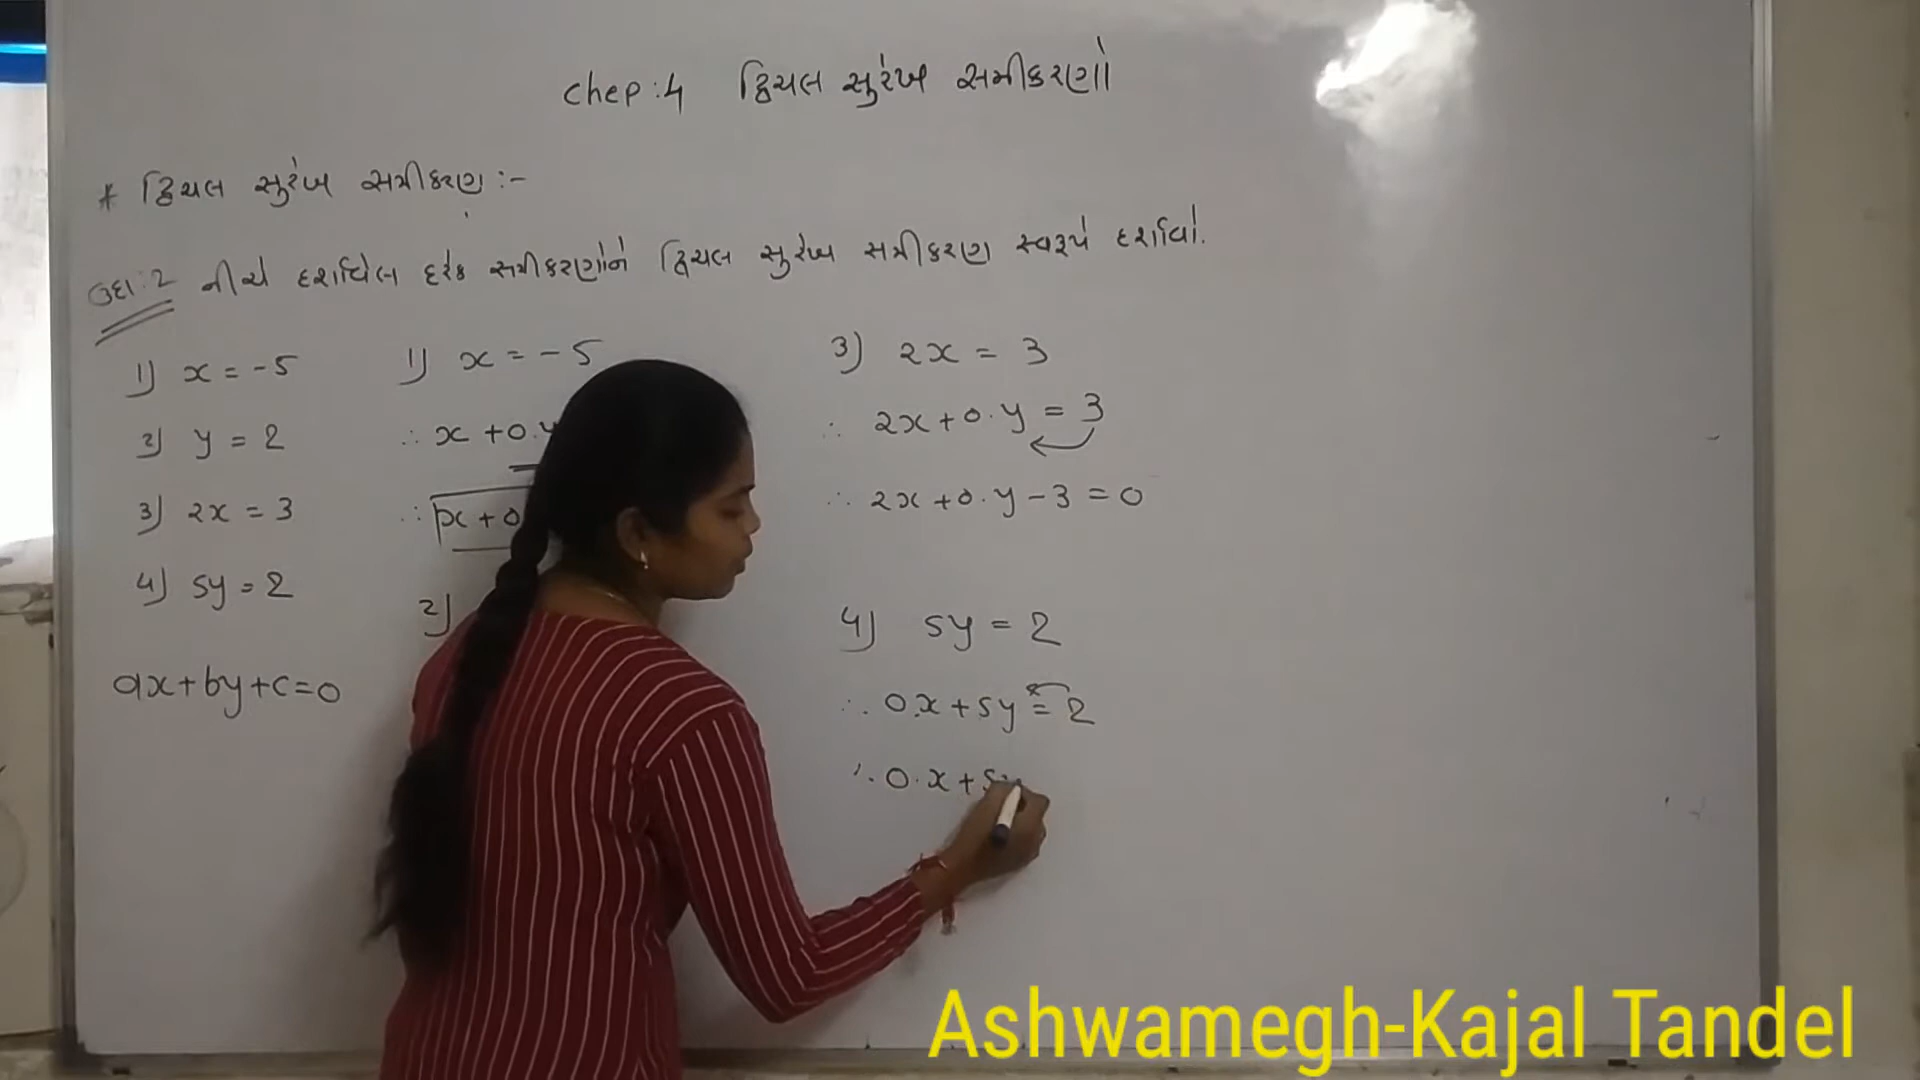 Chep:4 દ્વિચલ સુરેખ સમીકરણો
* દ્વિચલ સુરેખ સમીકરણ :-
ઉદા:2 નીચે દર્શાવેલ દરેક સમીકરણોને દ્વિચલ સુરેખ સમીકરણ સ્વરૂપે દર્શાવો.
1) x = -5
2) y = 2
3) 2x = 3
4) 5y = 2
ax+by+c=0
1) x = -5
∴ x +0.y
∴ x +0
2)
3) 2x = 3
∴ 2x+0.y = 3
∴ 2x+0.y-3 = 0
4) 5y = 2
∴ 0.x+5y = 2
∴ 0.x+5y
Ashwamegh-Kajal Tandel